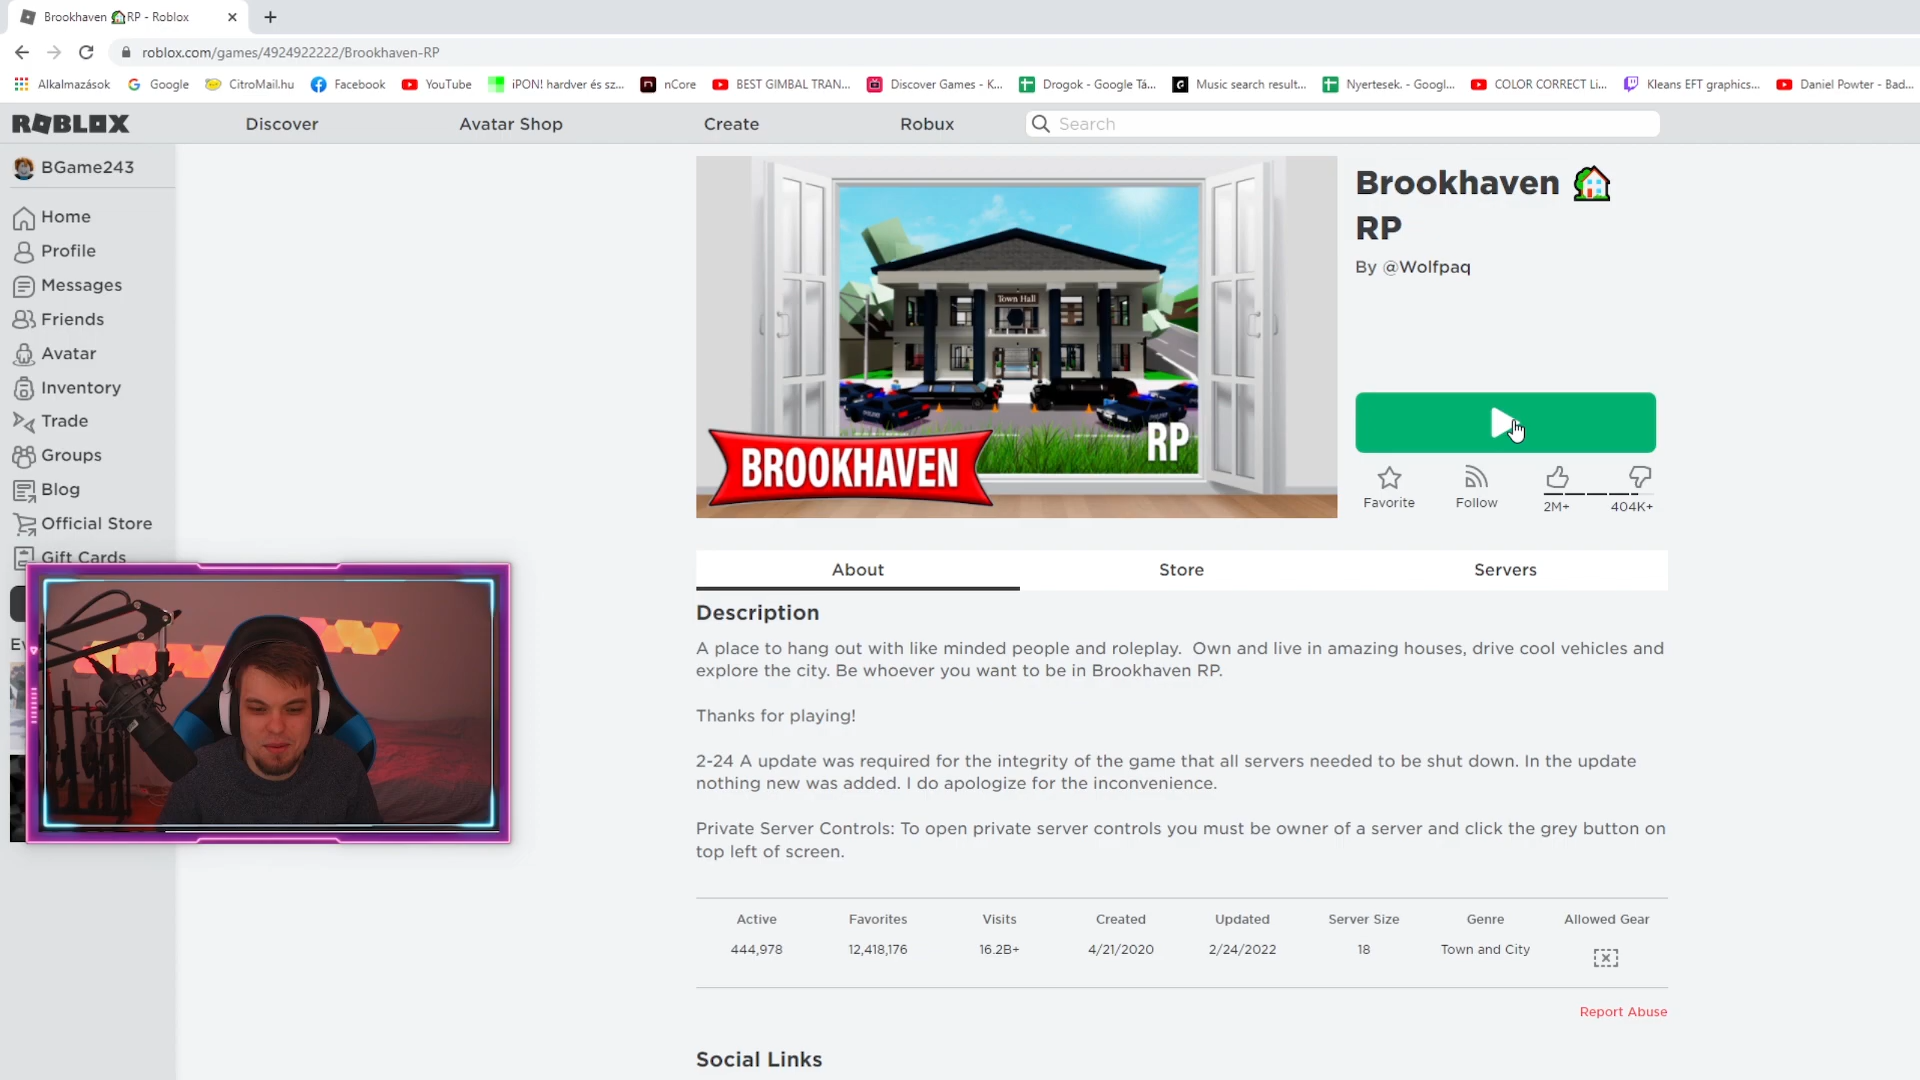 Brookhaven 🏡RP - Roblox
roblox.com/games/4924922222/Brookhaven-RP
Alkalmazások Google CitroMail.hu Facebook YouTube iPON! hardver és sz... nCore BEST GIMBAL TRAN... Discover Games - K... Drogok - Google Tá... Music search result... Nyertesek. - Googl... COLOR CORRECT Li... Kleans EFT graphics... Daniel Powter - Bad...
ROBLOX Discover Avatar Shop Create Robux Search
BGame243
Home
Profile
Messages
Friends
Avatar
Inventory
Trade
Groups
Blog
Official Store
Gift Cards
Ev
Town Hall
BROOKHAVEN
RP
Brookhaven 🏡
RP
By @Wolfpaq
Favorite Follow 2M+ 404K+
About Store Servers
Description
A place to hang out with like minded people and roleplay. Own and live in amazing houses, drive cool vehicles and
explore the city. Be whoever you want to be in Brookhaven RP.
Thanks for playing!
2-24 A update was required for the integrity of the game that all servers needed to be shut down. In the update
nothing new was added. I do apologize for the inconvenience.
Private Server Controls: To open private server controls you must be owner of a server and click the grey button on
top left of screen.
Active Favorites Visits Created Updated Server Size Genre Allowed Gear
444,978 12,418,176 16.2B+ 4/21/2020 2/24/2022 18 Town and City
Report Abuse
Social Links